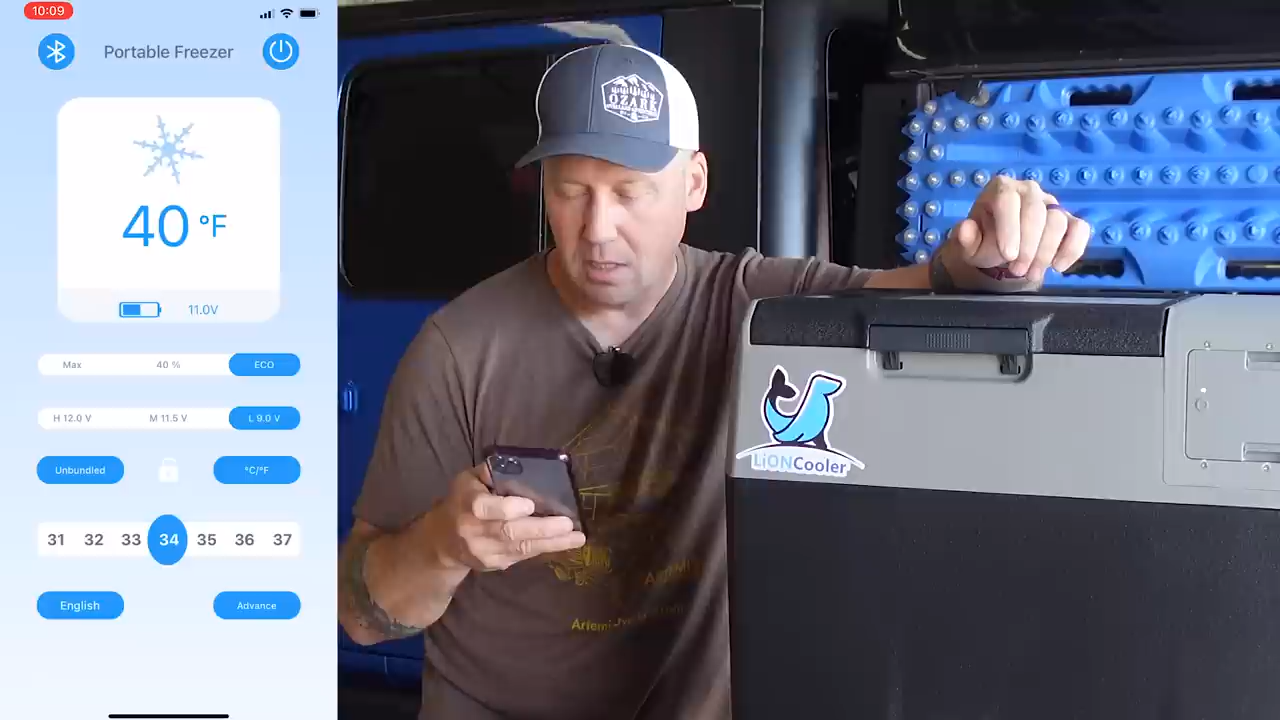 10:09
Portable Freezer
40 °F
11.0V
Max 40 % ECO
H 12.0 V M 11.5 V L 9.0 V
Unbundled °C/°F
31 32 33 34 35 36 37
English Advance
OZARK
LiONCooler